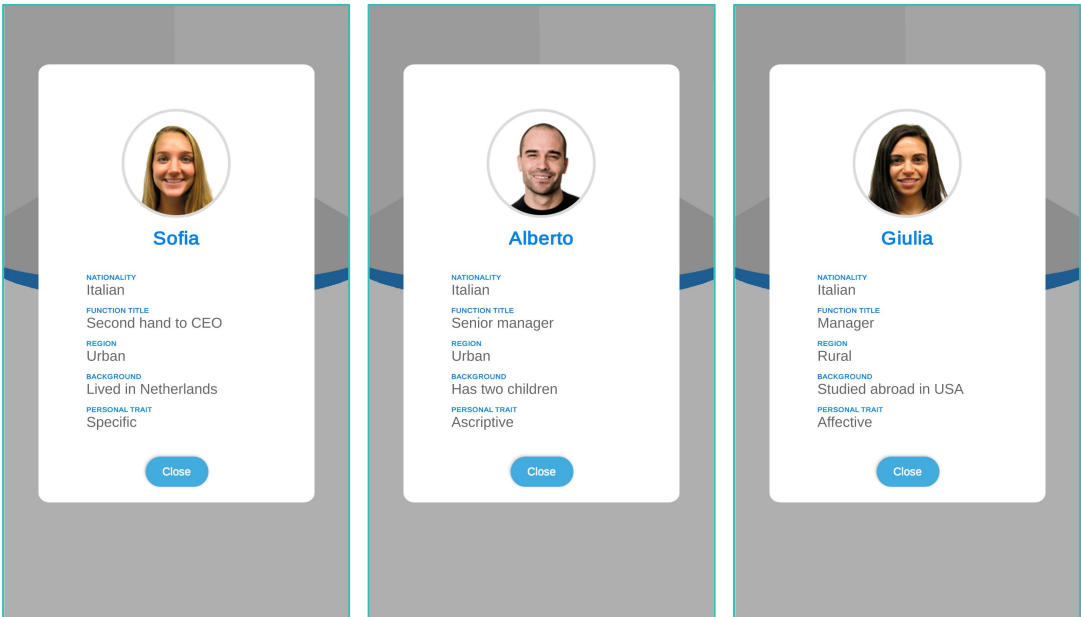 Sofia
NATIONALITY
Italian
FUNCTION TITLE
Second hand to CEO
REGION
Urban
BACKGROUND
Lived in Netherlands
PERSONAL TRAIT
Specific
Close
Alberto
NATIONALITY
Italian
FUNCTION TITLE
Senior manager
REGION
Urban
BACKGROUND
Has two children
PERSONAL TRAIT
Ascriptive
Close
Giulia
NATIONALITY
Italian
FUNCTION TITLE
Manager
REGION
Rural
BACKGROUND
Studied abroad in USA
PERSONAL TRAIT
Affective
Close